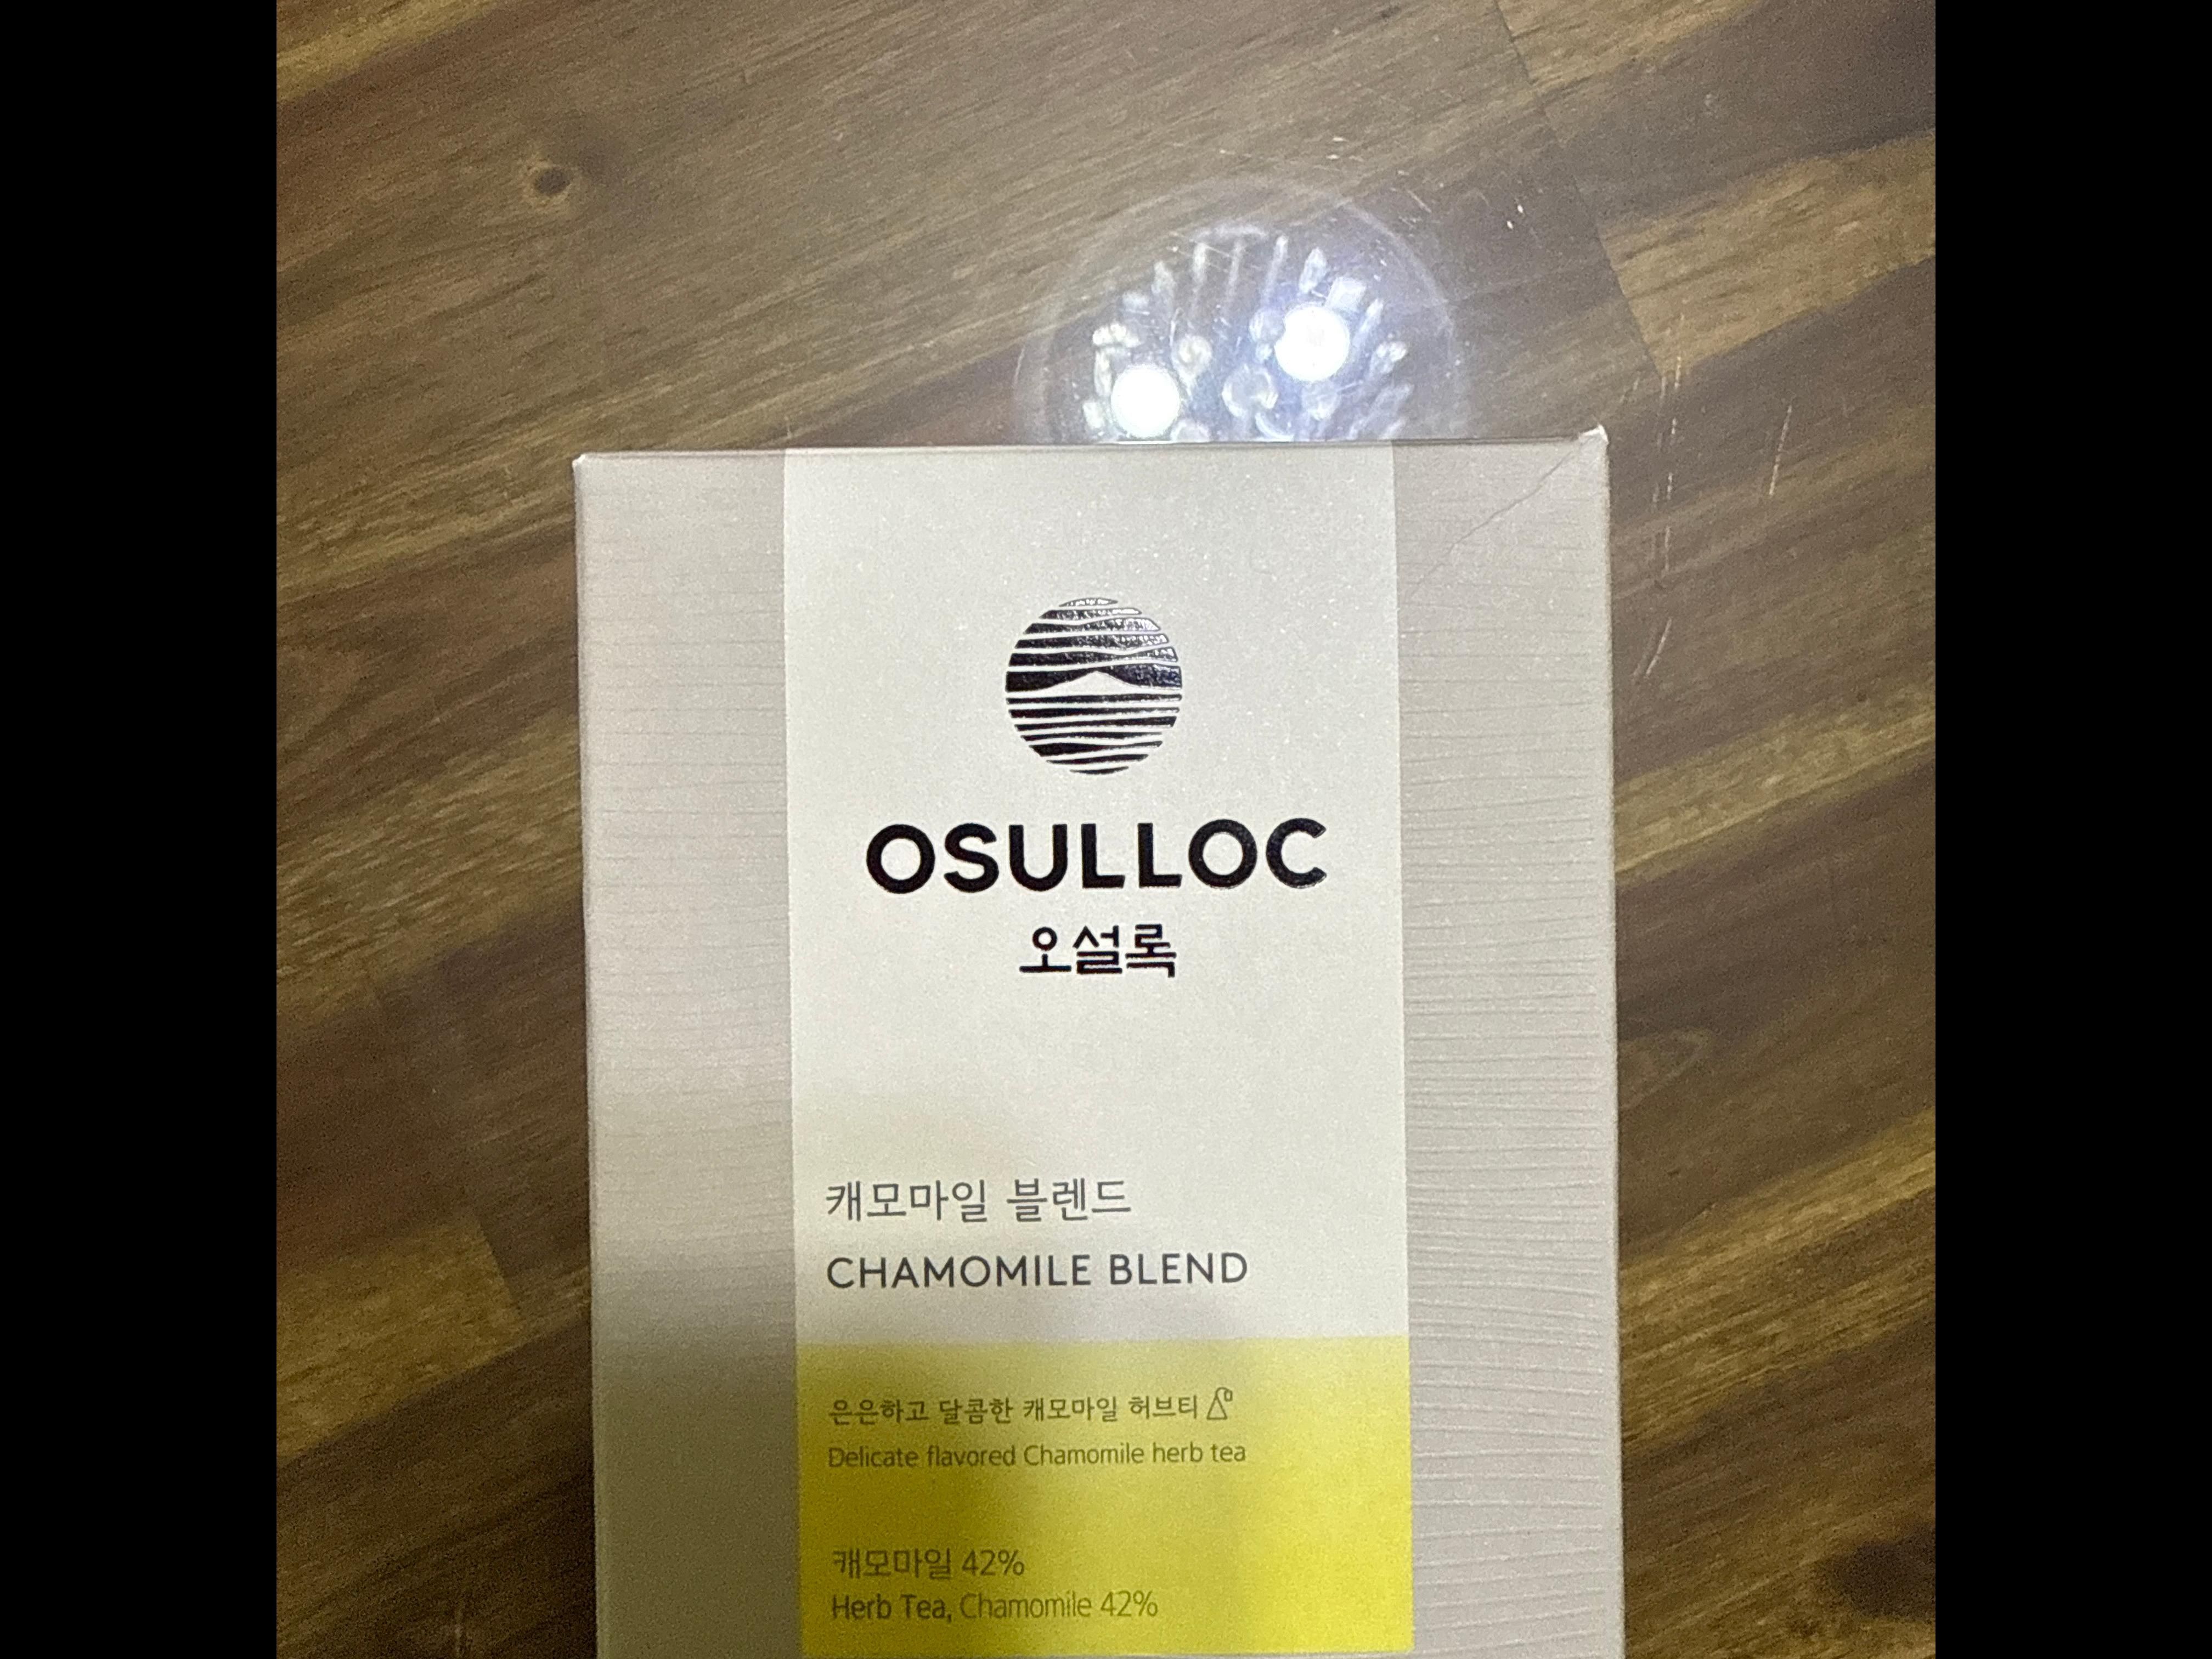 OSULLOC
오설록
캐모마일 블렌드
CHAMOMILE BLEND
은은하고 달콤한 캐모마일 허브티
Delicate flavored Chamomile herb tea
캐모마일 42%
Herb Tea, Chamomile 42%